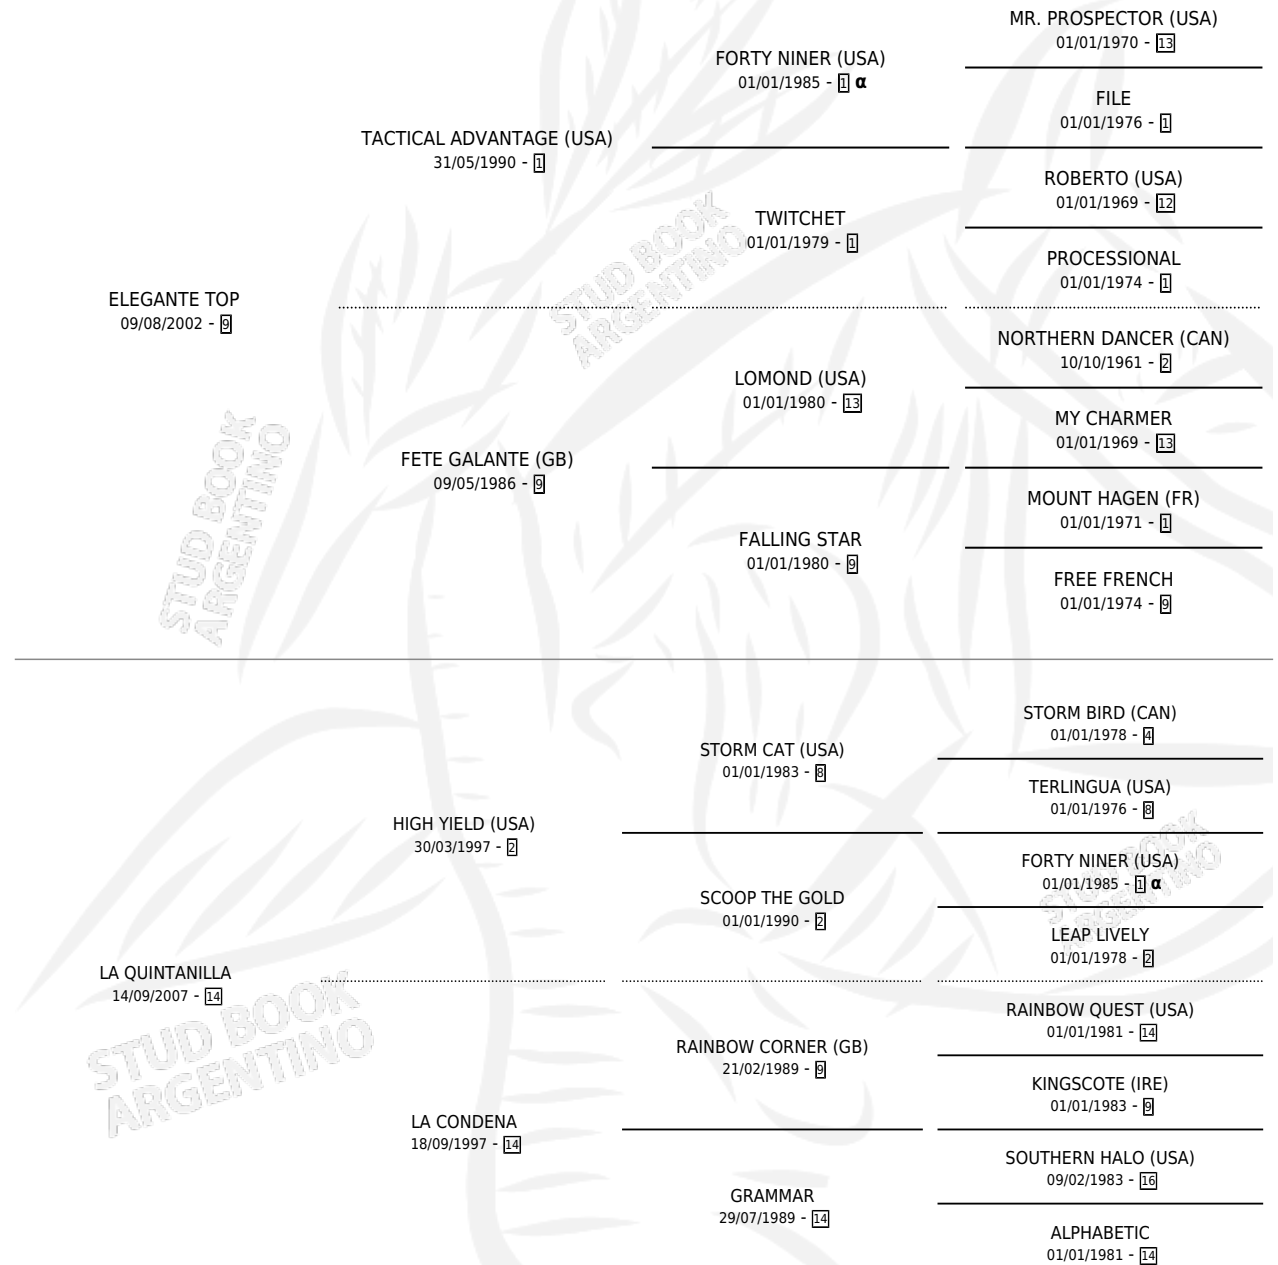 MR. PROSPECTOR (USA)
01/01/1970 - 13
FORTY NINER (USA)
01/01/1985 - 1 α
FILE
01/01/1976 - 1
TACTICAL ADVANTAGE (USA)
31/05/1990 - 1
ROBERTO (USA)
01/01/1969 - 12
TWITCHET
01/01/1979 - 1
PROCESSIONAL
01/01/1974 - 1
STUD BOOK
ARGENTINO
ELEGANTE TOP
09/08/2002 - 9
NORTHERN DANCER (CAN)
10/10/1961 - 2
LOMOND (USA)
01/01/1980 - 13
MY CHARMER
01/01/1969 - 13
FETE GALANTE (GB)
09/05/1986 - 9
MOUNT HAGEN (FR)
01/01/1971 - 1
FALLING STAR
01/01/1980 - 9
FREE FRENCH
01/01/1974 - 9
STUD BOOK
ARGENTINO
STORM BIRD (CAN)
01/01/1978 - 4
STORM CAT (USA)
01/01/1983 - 8
TERLINGUA (USA)
01/01/1976 - 8
HIGH YIELD (USA)
30/03/1997 - 2
FORTY NINER (USA)
01/01/1985 - 1 α
STUD BOOK
ARGENTINO
SCOOP THE GOLD
01/01/1990 - 2
LEAP LIVELY
01/01/1978 - 2
LA QUINTANILLA
14/09/2007 - 14
STUD BOOK
ARGENTINO
RAINBOW QUEST (USA)
01/01/1981 - 14
RAINBOW CORNER (GB)
21/02/1989 - 9
KINGSCOTE (IRE)
01/01/1983 - 9
LA CONDENA
18/09/1997 - 14
SOUTHERN HALO (USA)
09/02/1983 - 16
GRAMMAR
29/07/1989 - 14
ALPHABETIC
01/01/1981 - 14